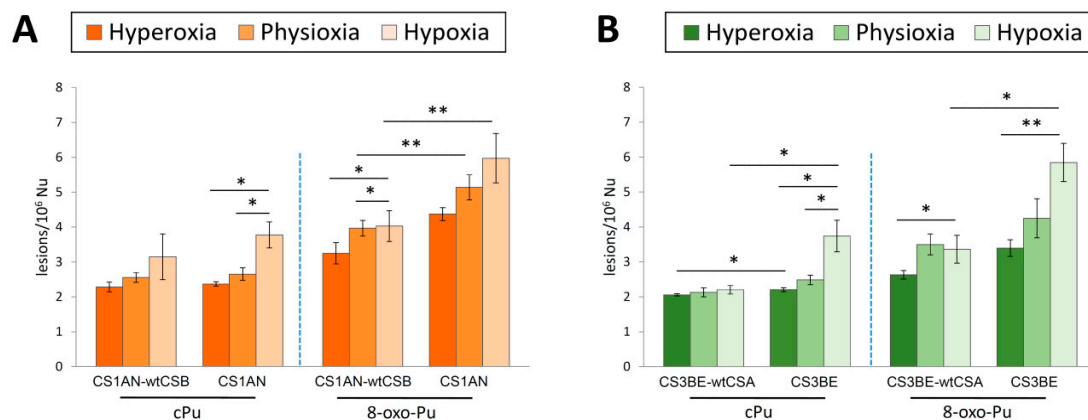 A
Hyperoxia Physioxia Hypoxia
lesions/10⁶ Nu
8
7
6
5
4
3
2
1
0
* * * * ** **
CS1AN-wtCSB CS1AN CS1AN-wtCSB CS1AN
cPu 8-oxo-Pu
B
Hyperoxia Physioxia Hypoxia
lesions/10⁶ Nu
8
7
6
5
4
3
2
1
0
* * * * * * **
CS3BE-wtCSA CS3BE CS3BE-wtCSA CS3BE
cPu 8-oxo-Pu